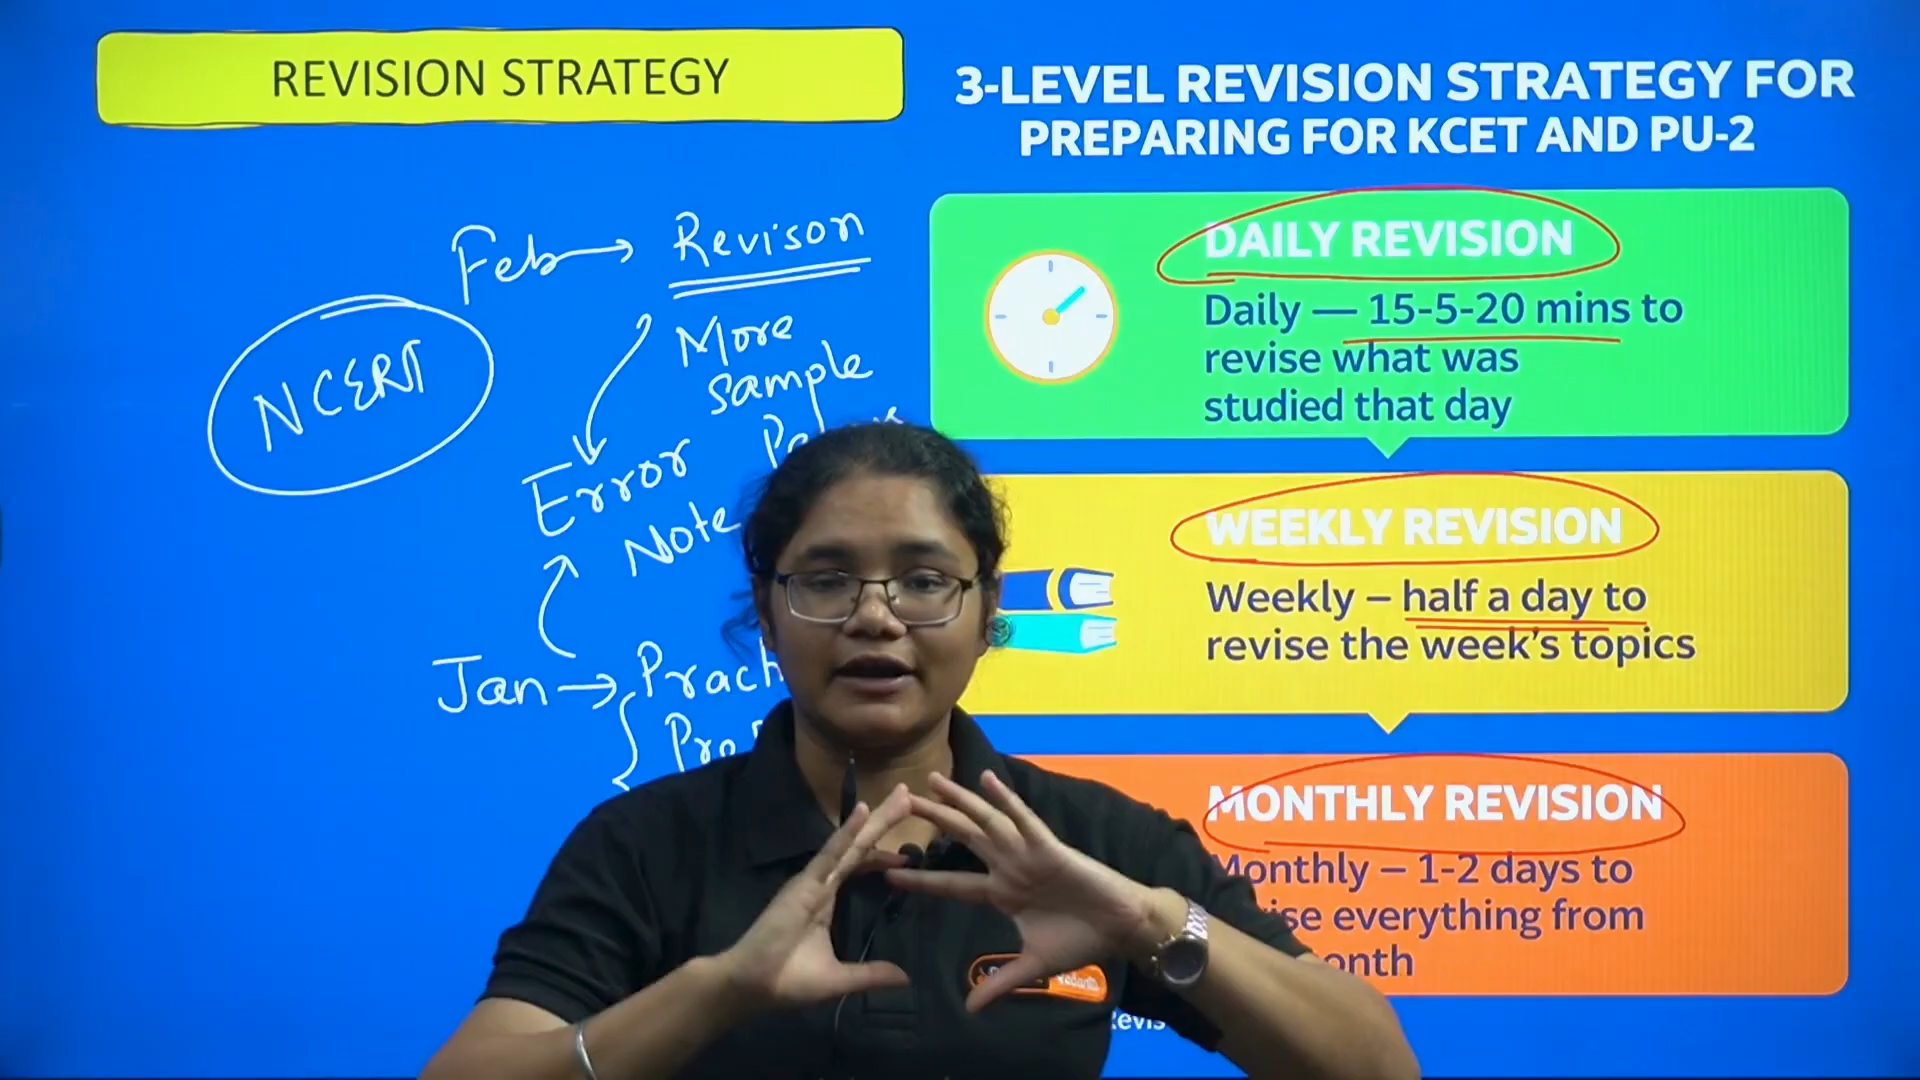 REVISION STRATEGY
3-LEVEL REVISION STRATEGY FOR
PREPARING FOR KCET AND PU-2
Feb → Revison
More
sample
NCERT
Error
Note
Jan →
DAILY REVISION
Daily — 15-5-20 mins to
revise what was
studied that day
WEEKLY REVISION
Weekly – half a day to
revise the week's topics
MONTHLY REVISION
Monthly – 1-2 days to
everything from